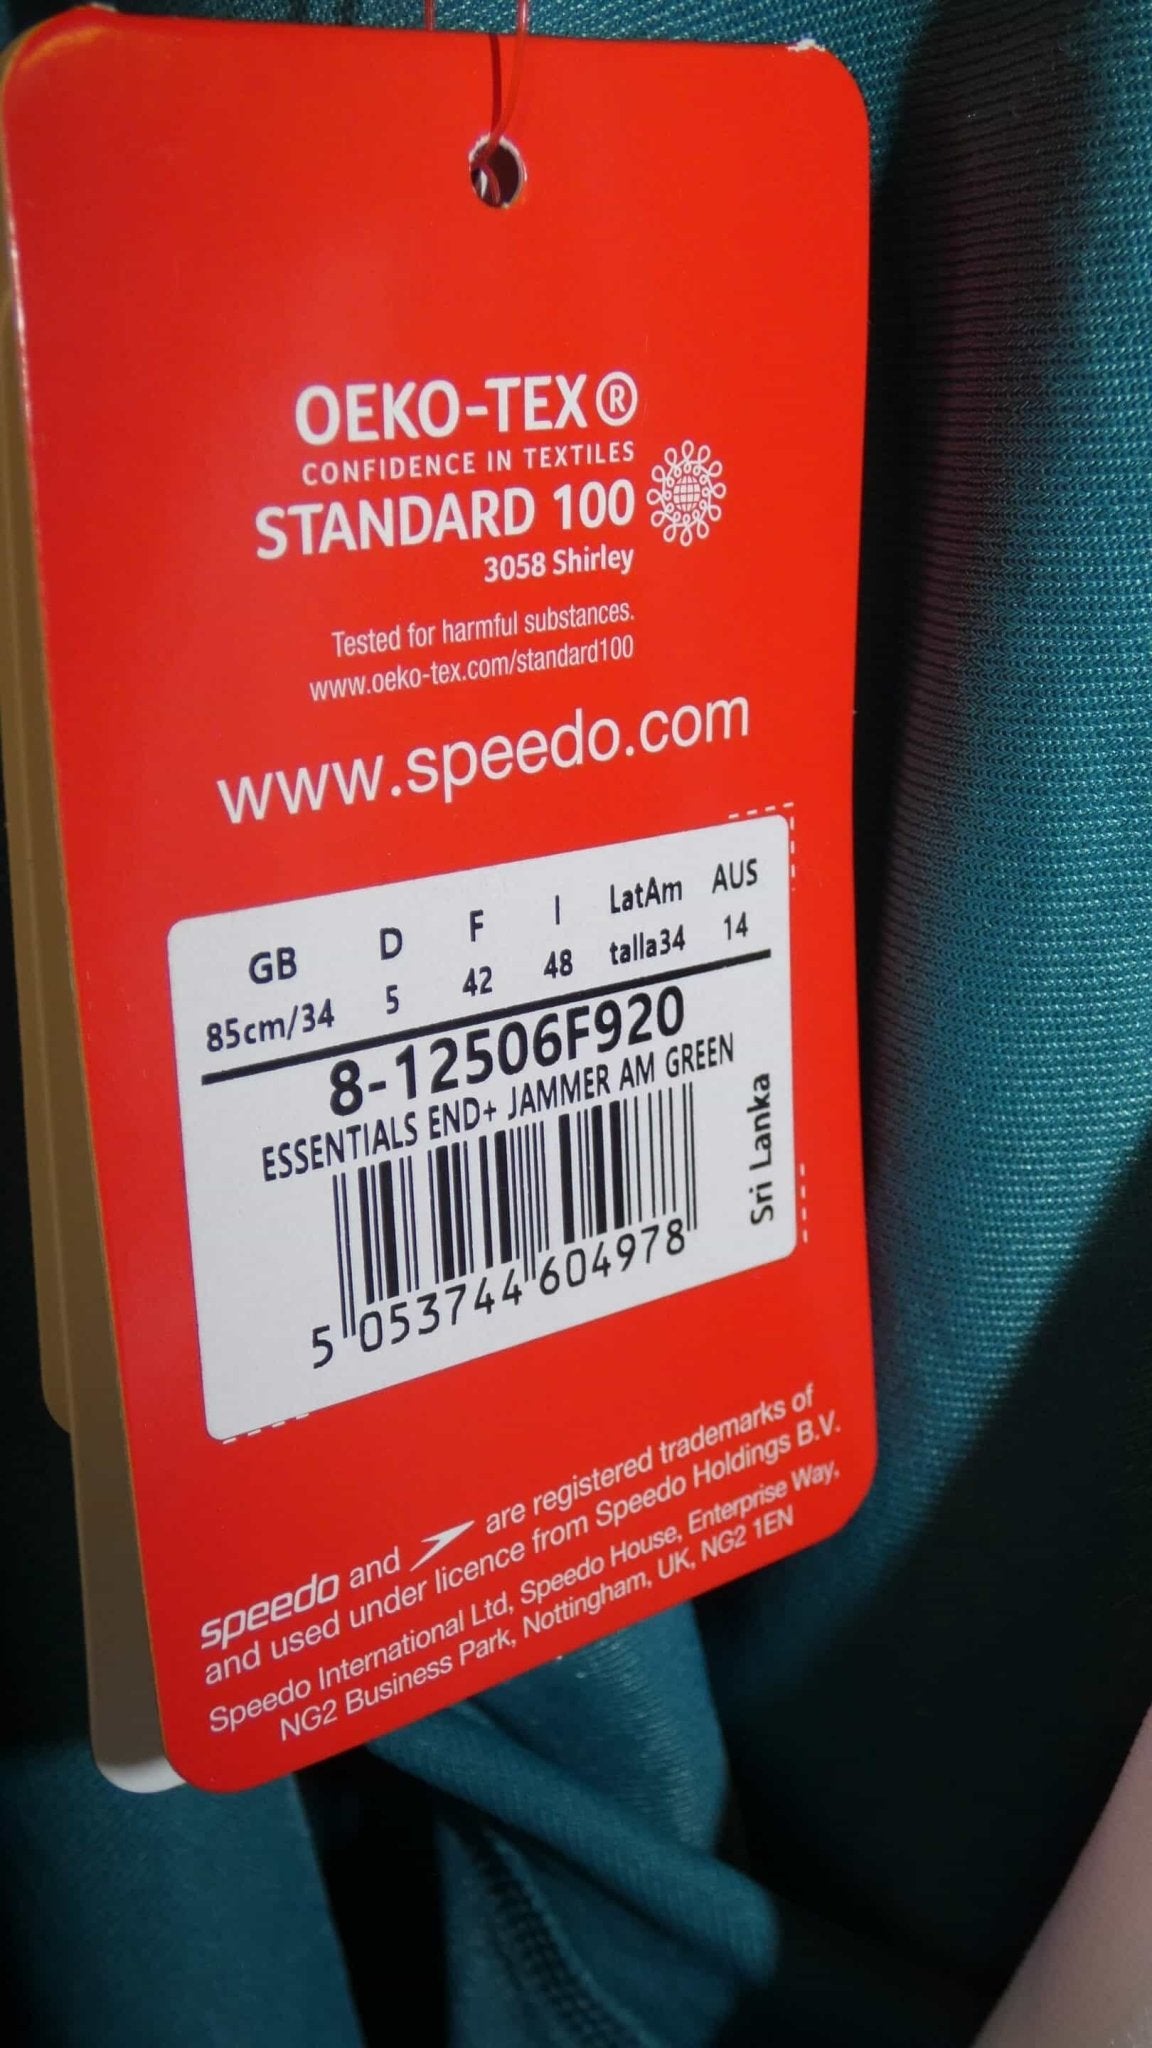 OEKO-TEX®
CONFIDENCE IN TEXTILES
STANDARD 100
3058 Shirley
Tested for harmful substances.
www.oeko-tex.com/standard100
www.speedo.com
GB D F I LatAm AUS
85cm/34 5 42 48 talla34 14
8-12506F920
ESSENTIALS END+ JAMMER AM GREEN
Sri Lanka
5 053744 604978
speedo and are registered trademarks of
and used under licence from Speedo Holdings B.V.
Speedo International Ltd, Speedo House, Enterprise Way,
NG2 Business Park, Nottingham, UK, NG2 1EN